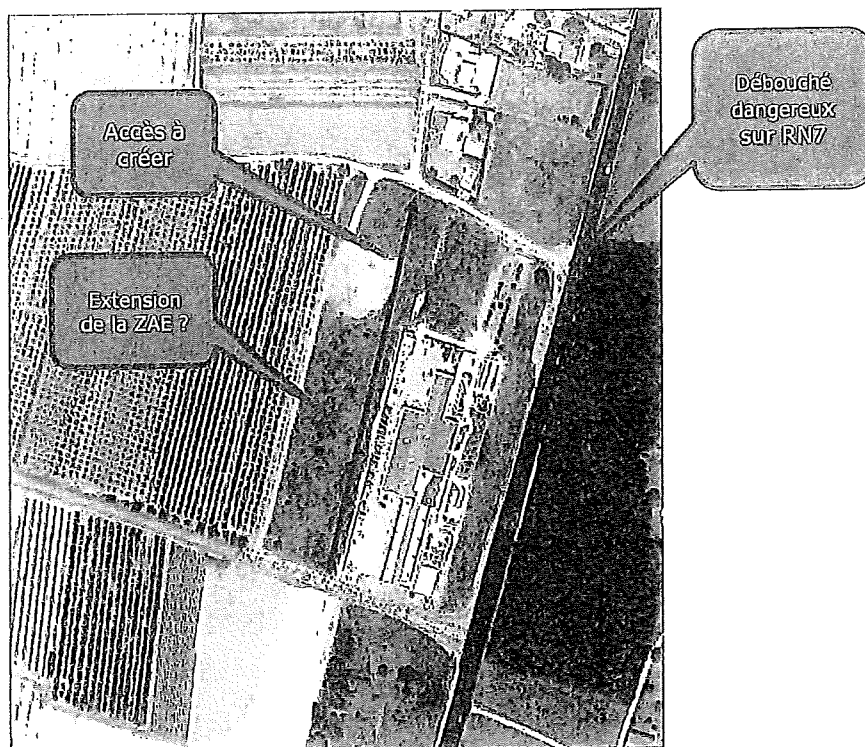 Débouché
dangereux
sur RN7
Accès à
créer
Extension
de la ZAE ?